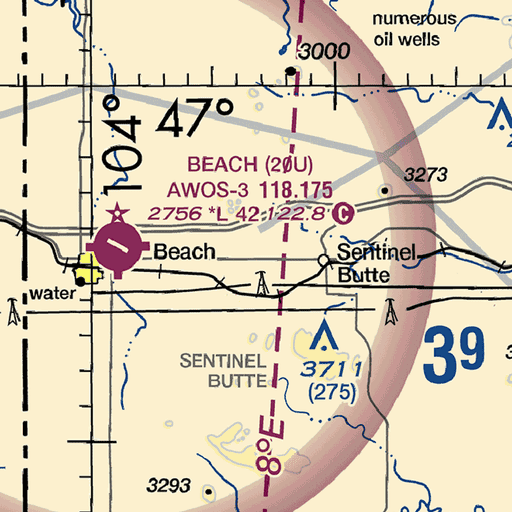 numerous
oil wells
3000
104°
47°
BEACH (20U)
AWOS-3 118.175
2756 *L 42 122.8 C
3273
Beach
Sentinel
Butte
water
SENTINEL
BUTTE
3711
(275)
39
8°E
3293